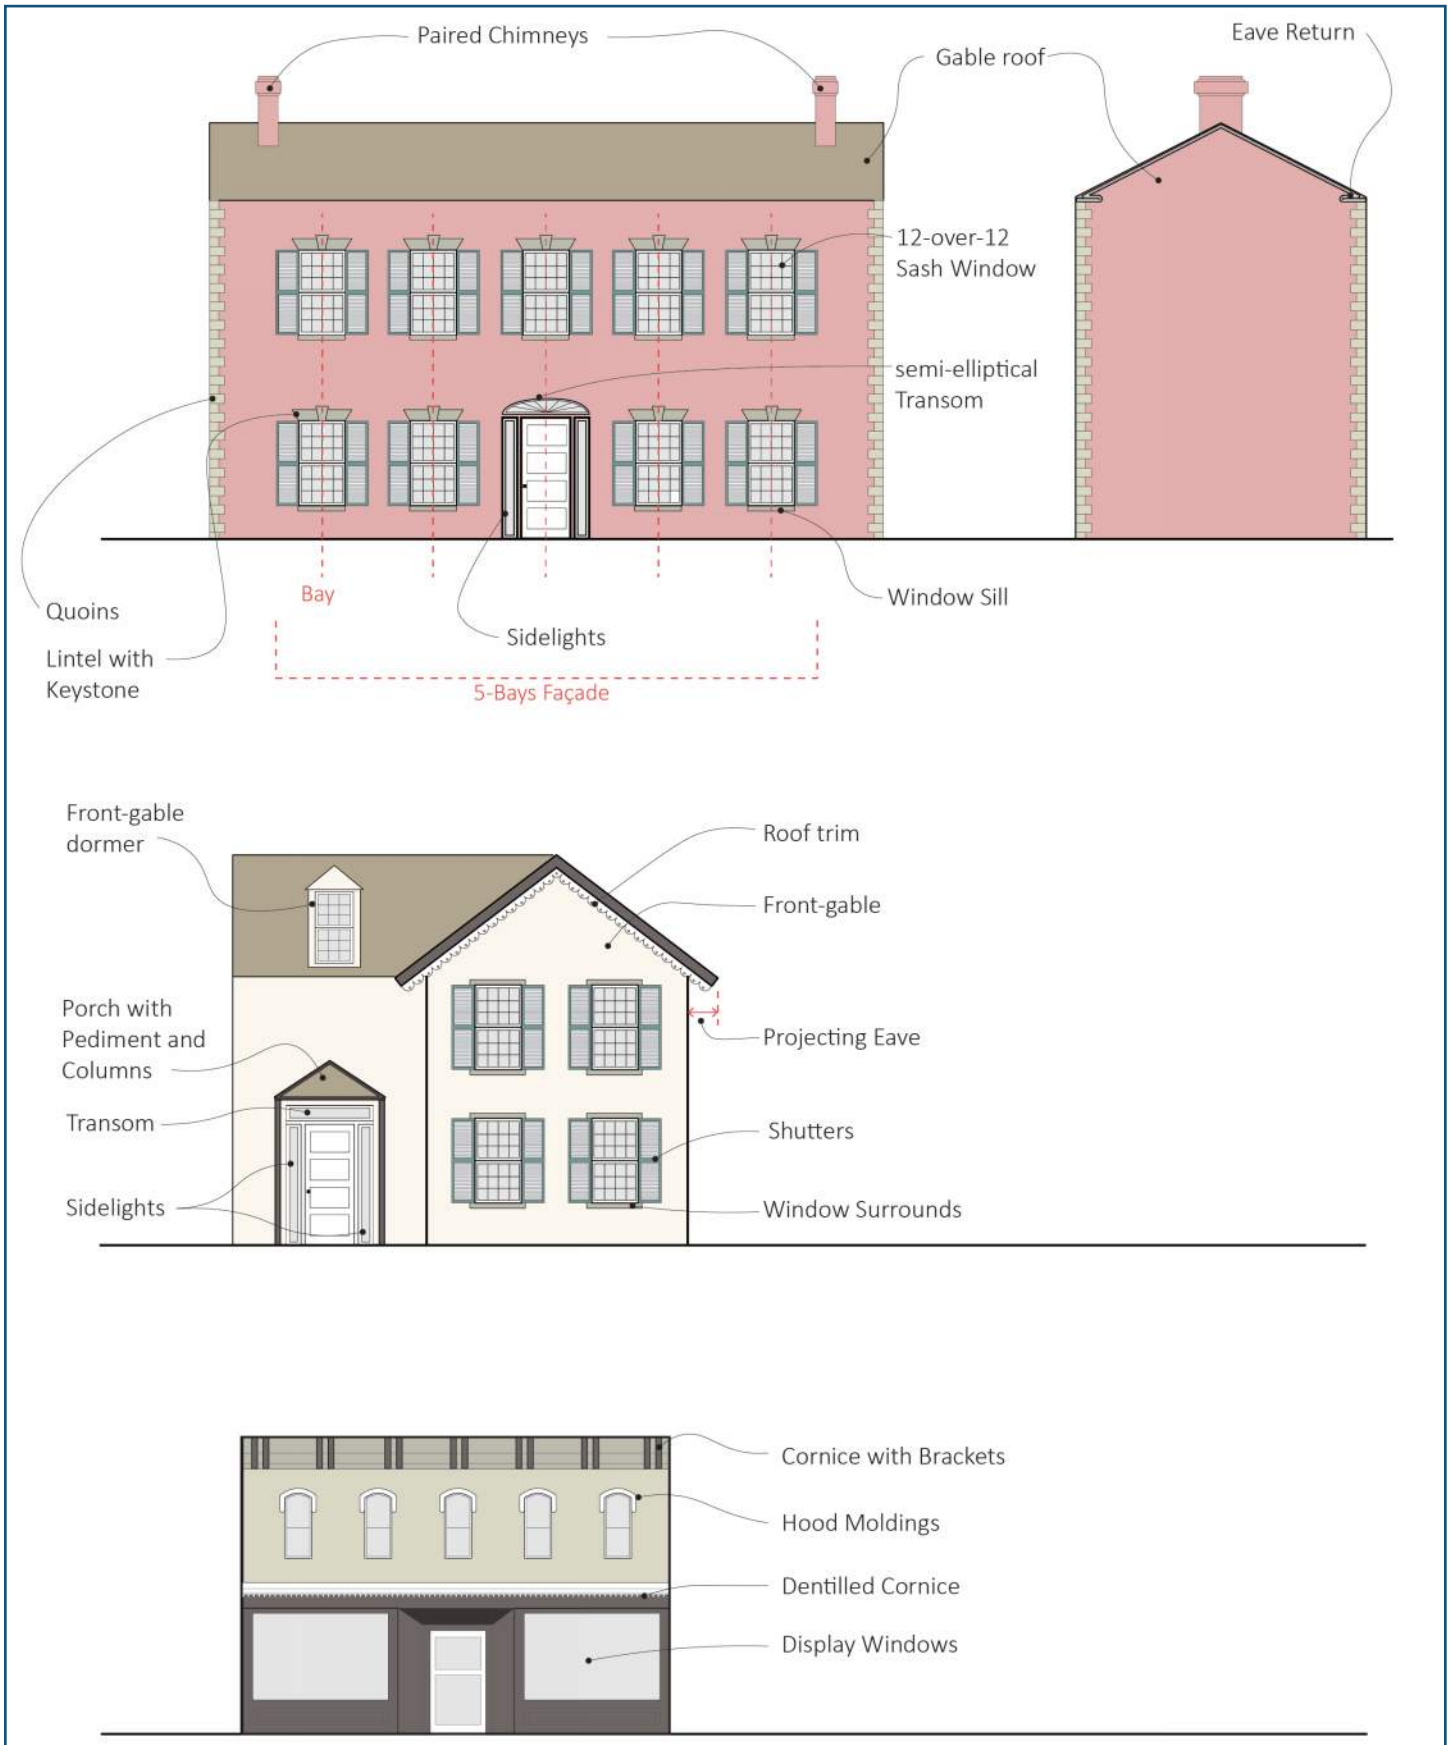 Paired Chimneys
Gable roof
Eave Return
12-over-12
Sash Window
semi-elliptical
Transom
Bay
Window Sill
Quoins
Sidelights
Lintel with
Keystone
5-Bays Façade
Front-gable
dormer
Roof trim
Front-gable
Porch with
Pediment and
Columns
Projecting Eave
Transom
Shutters
Sidelights
Window Surrounds
Cornice with Brackets
Hood Moldings
Dentilled Cornice
Display Windows